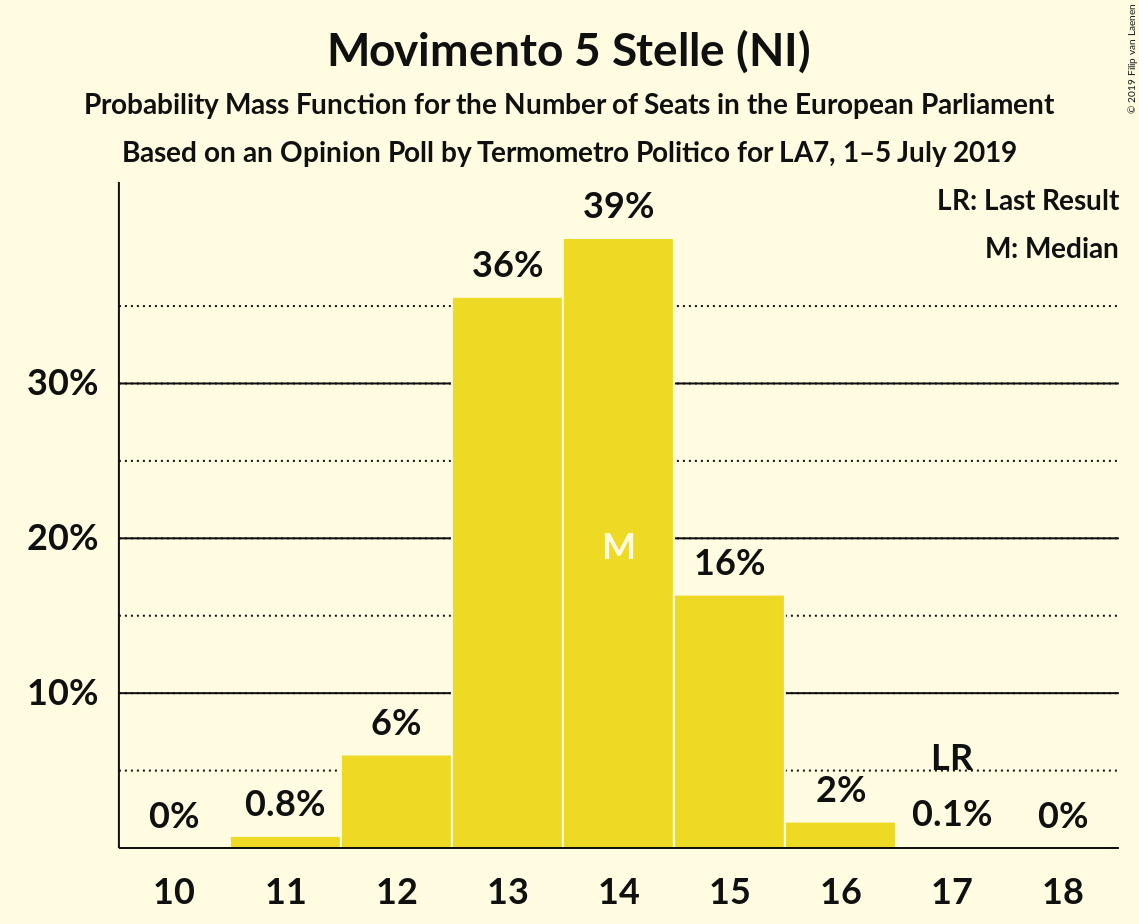 Movimento 5 Stelle (NI)
Probability Mass Function for the Number of Seats in the European Parliament
Based on an Opinion Poll by Termometro Politico for LA7, 1–5 July 2019
© 2019 Filip van Laenen
LR: Last Result
M: Median
39%
36%
30%
20%
M
16%
10%
6%
LR
2%
0%
0.8%
0.1%
0%
10 11 12 13 14 15 16 17 18